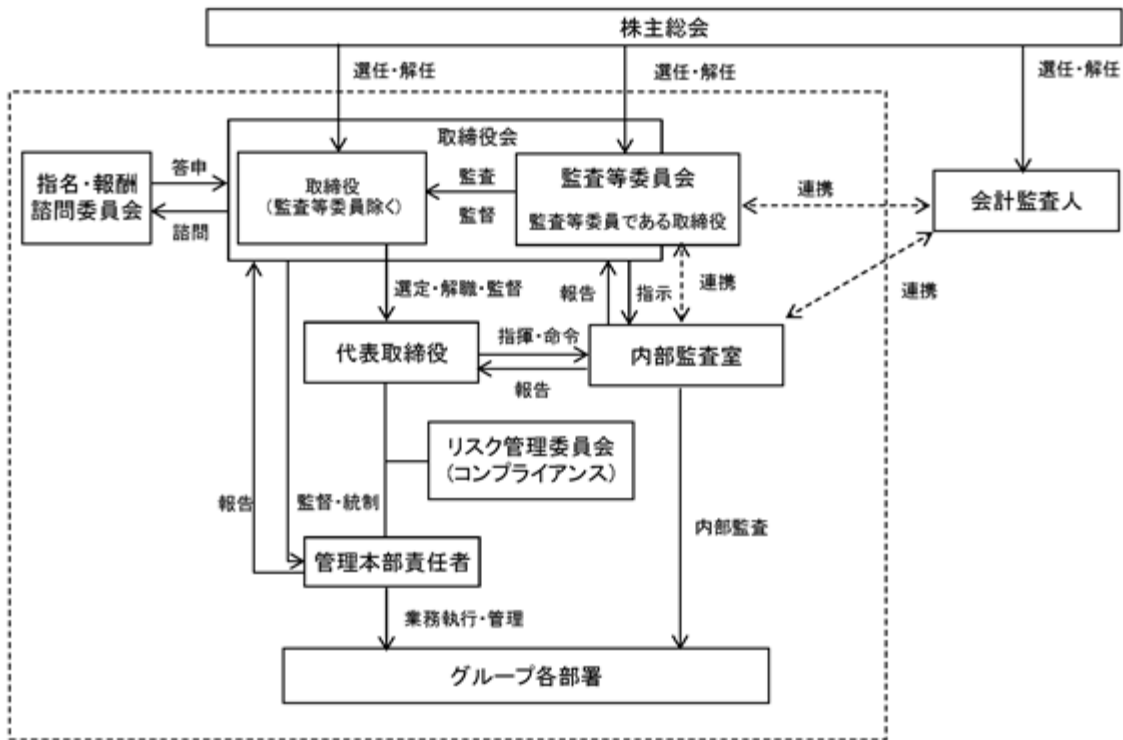 株主総会
選任・解任
選任・解任
選任・解任
取締役会
指名・報酬
諮問委員会
答申
諮問
取締役
(監査等委員除く)
監査
監督
監査等委員会
監査等委員である取締役
連携
会計監査人
選定・解職・監督
報告
指示
連携
連携
代表取締役
指揮・命令
報告
内部監査室
リスク管理委員会
(コンプライアンス)
報告
監督・統制
内部監査
管理本部責任者
業務執行・管理
グループ各部署